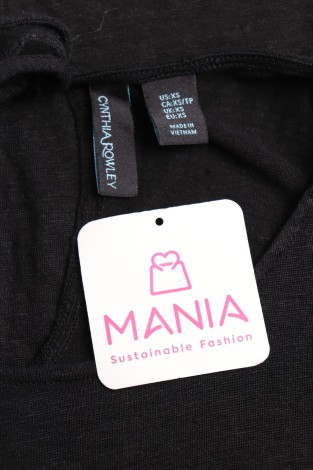 CYNTHIA ROWLEY
US:XS
CA:XS/TP
UK:XS
EU:XS
MADE IN
VIETNAM
MANIA
Sustainable Fashion